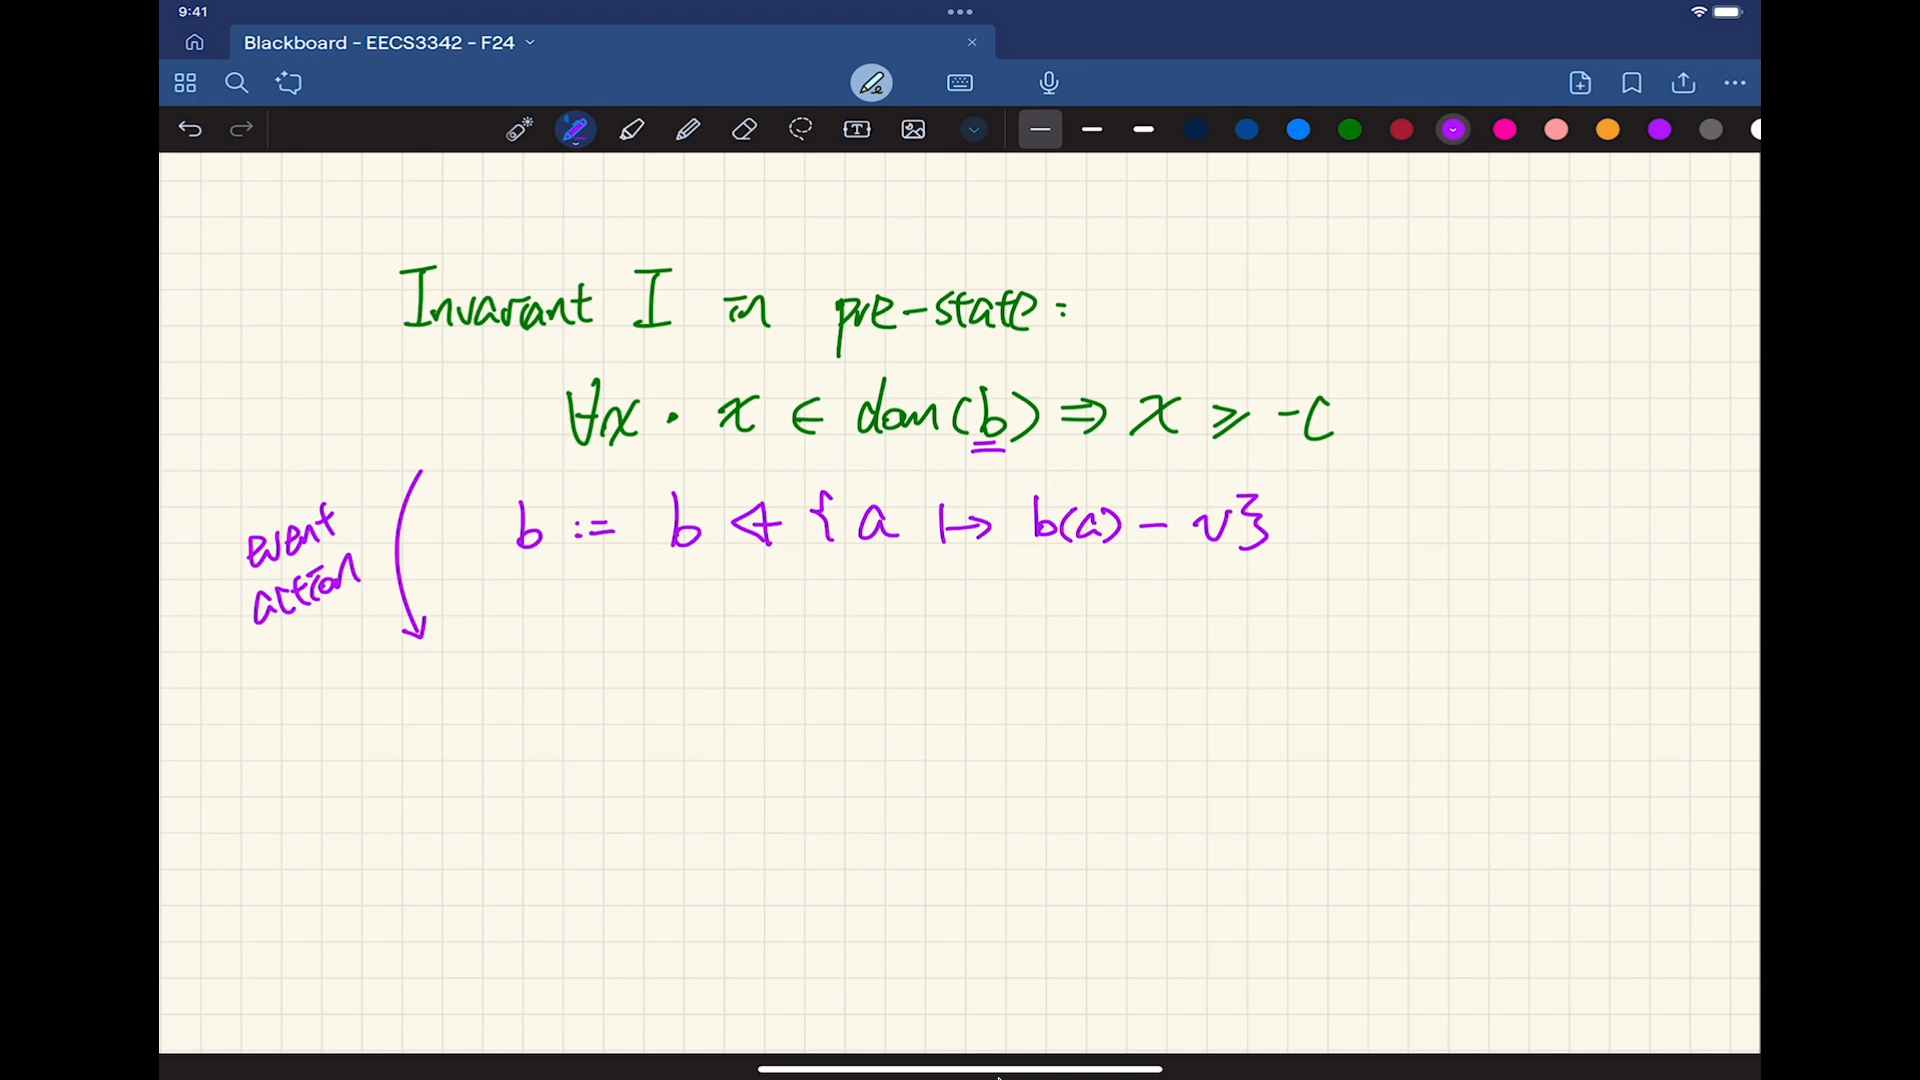 9:41
Blackboard - EECS3342 - F24
Invariant I in pre-state:
∀x · x ∈ dom(b) ⇒ x ≥ -c
b := b ⩤ {a ↦ b(a) - v}
event
action